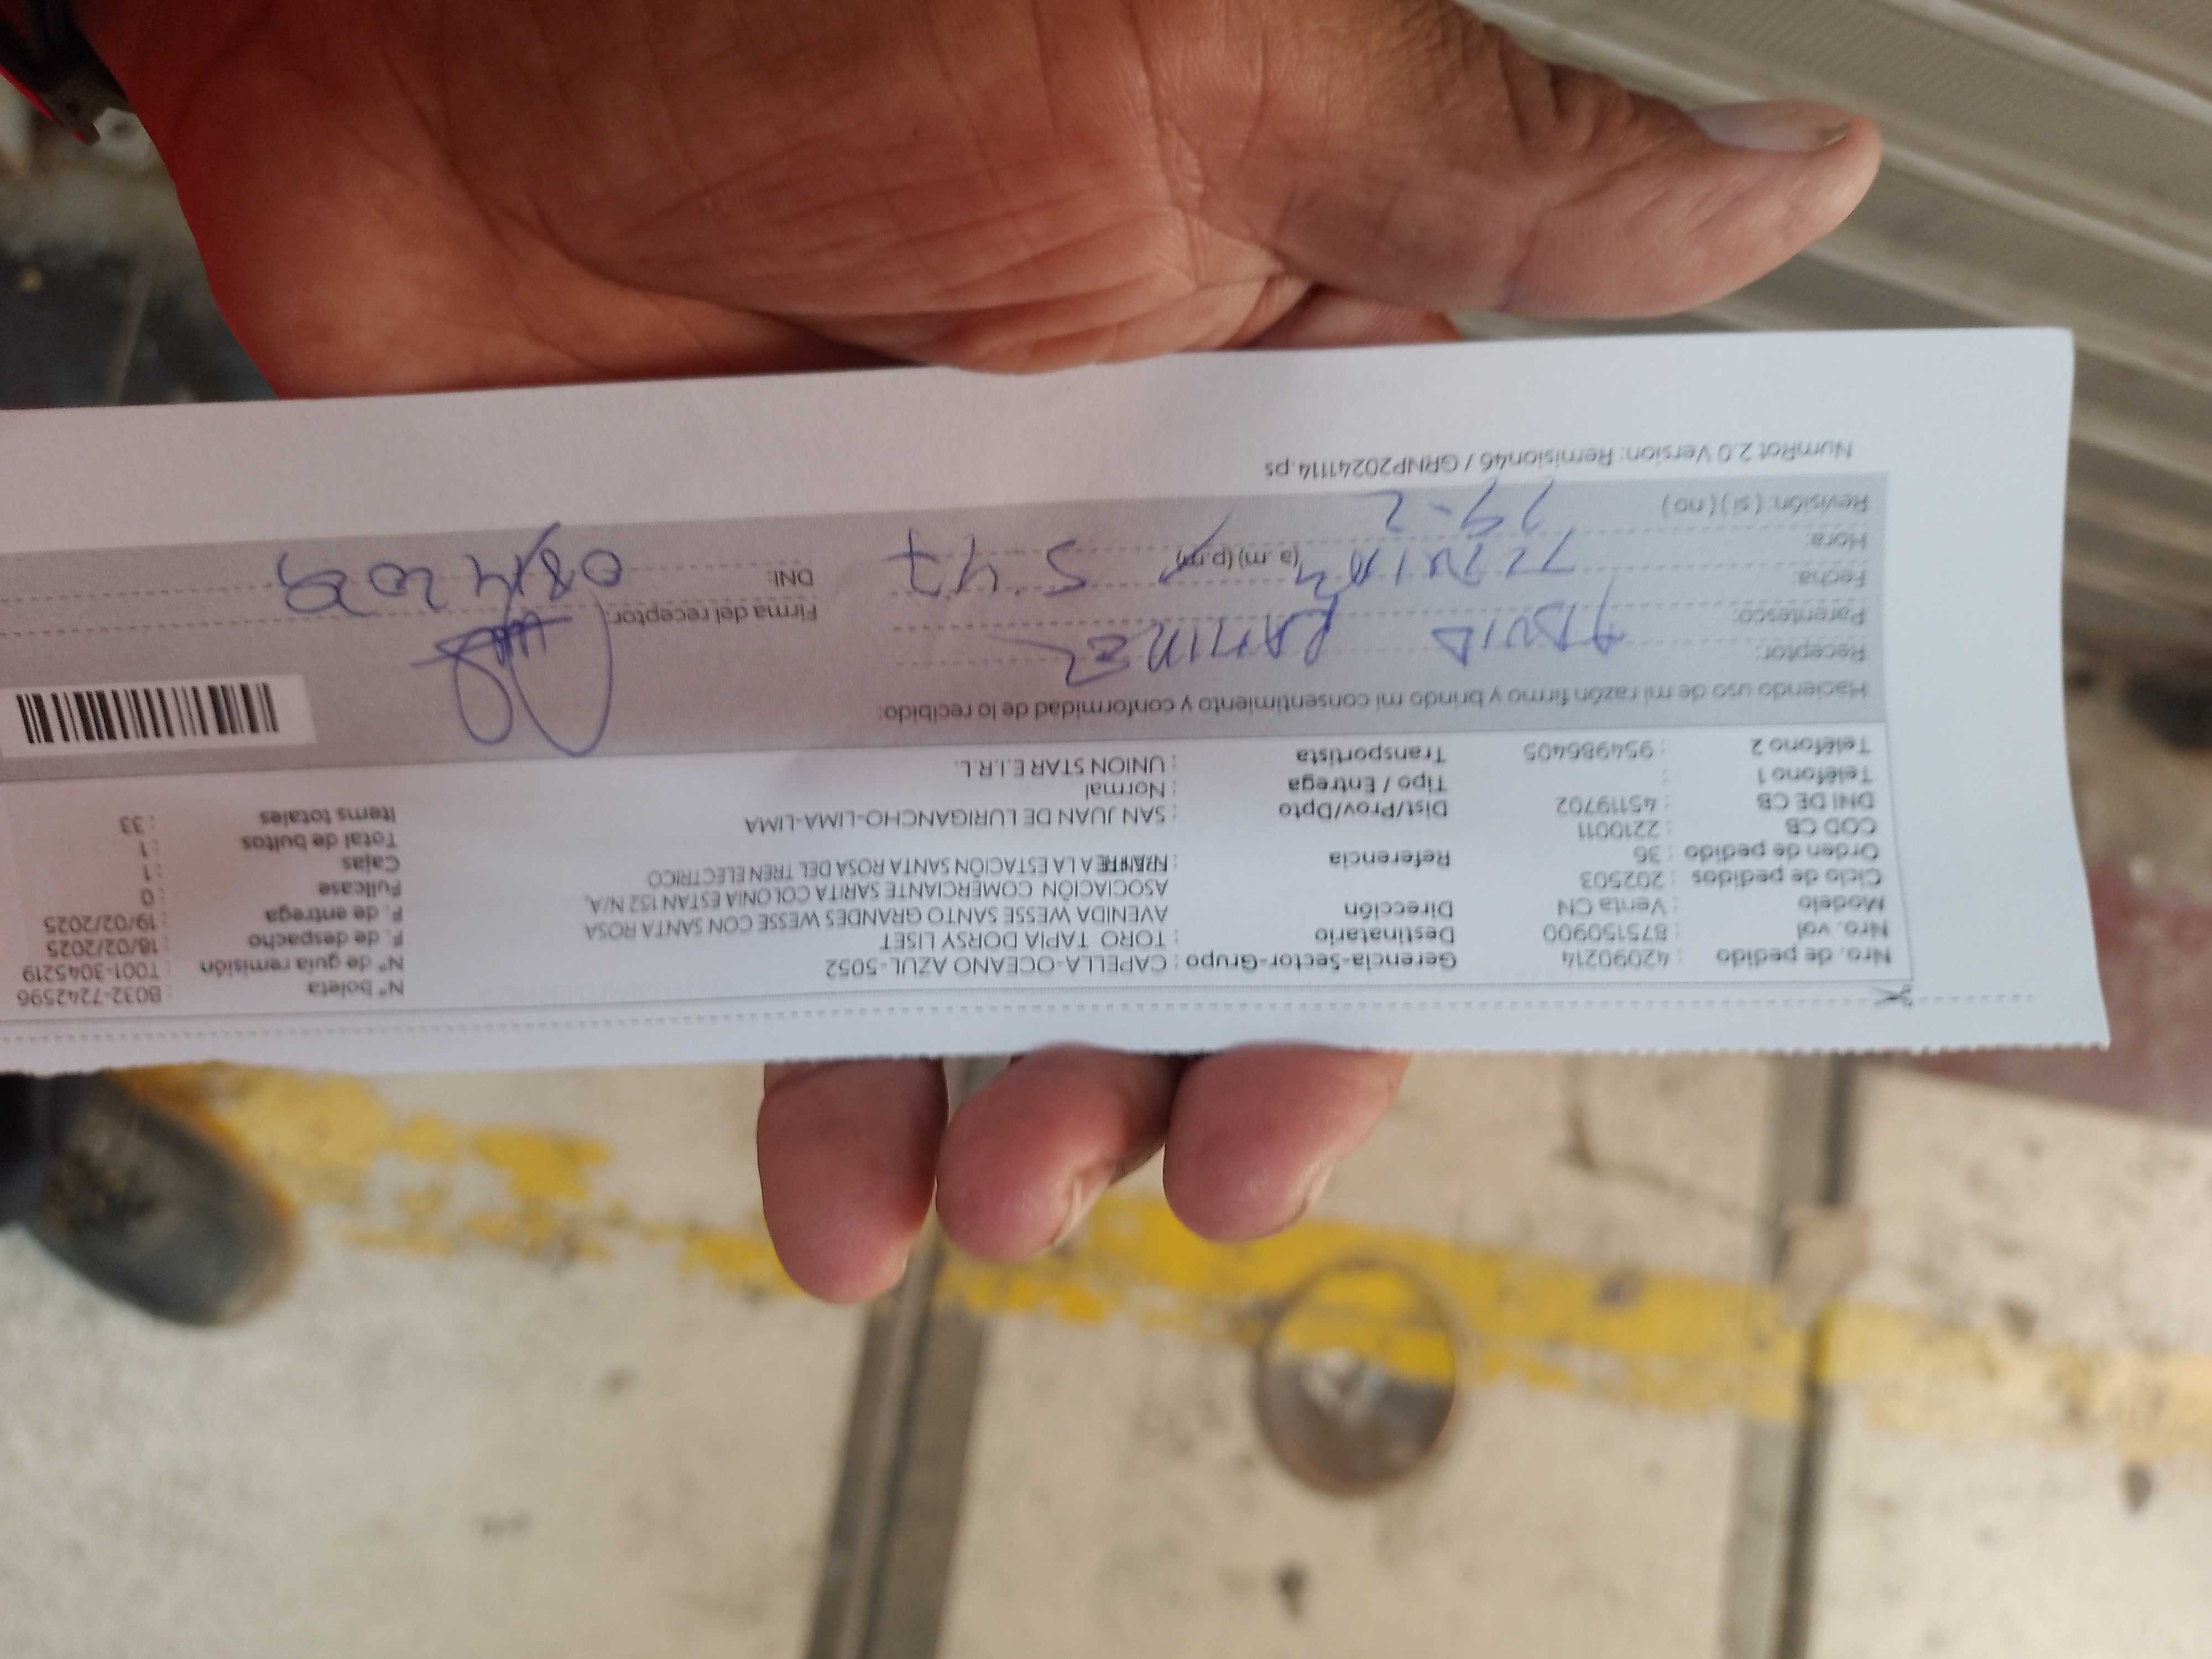 Nro. de pedido : 42090214
Nro. vol : 875150900
Modelo : Venta CN
Ciclo de pedidos : 202503
Orden de pedido : 36
COD CB : 2210011
DNI DE CB : 45119702
Teléfono 1 :
Teléfono 2 : 954986405
Gerencia-Sector-Grupo : CAPELLA-OCEANO AZUL-5052
Destinatario : TORO TAPIA DORSY LISET
Dirección AVENIDA WESSE SANTO GRANDES WESSE CON SANTA ROSA
ASOCIACIÓN COMERCIANTE SARITA COLONIA ESTAN 152 N/A,
Referencia : FRENTE A LA ESTACIÓN SANTA ROSA DEL TREN ELECTRICO
Dist/Prov/Dpto : SAN JUAN DE LURIGANCHO-LIMA-LIMA
Tipo / Entrega : Normal
Transportista : UNION STAR E.I.R.L.
N° boleta : B032-7242596
N° de guía remisión : T001-3045219
F. de despacho : 18/02/2025
F. de entrega : 19/02/2025
Fullcase : 0
Cajas : 1
Total de bultos : 1
Items totales : 33
Haciendo uso de mi razón firmo y brindo mi consentimiento y conformidad de lo recibido:
Receptor:
Parentesco: DAVID RAMIREZ
Fecha:
Hora: (a. m) (p. m) 5:47
Revisión: ( si ) ( no ) 19-2
Firma del receptor:
DNI:
NumRot 2.0 Version: Remision46 / GRNP20241114.ps